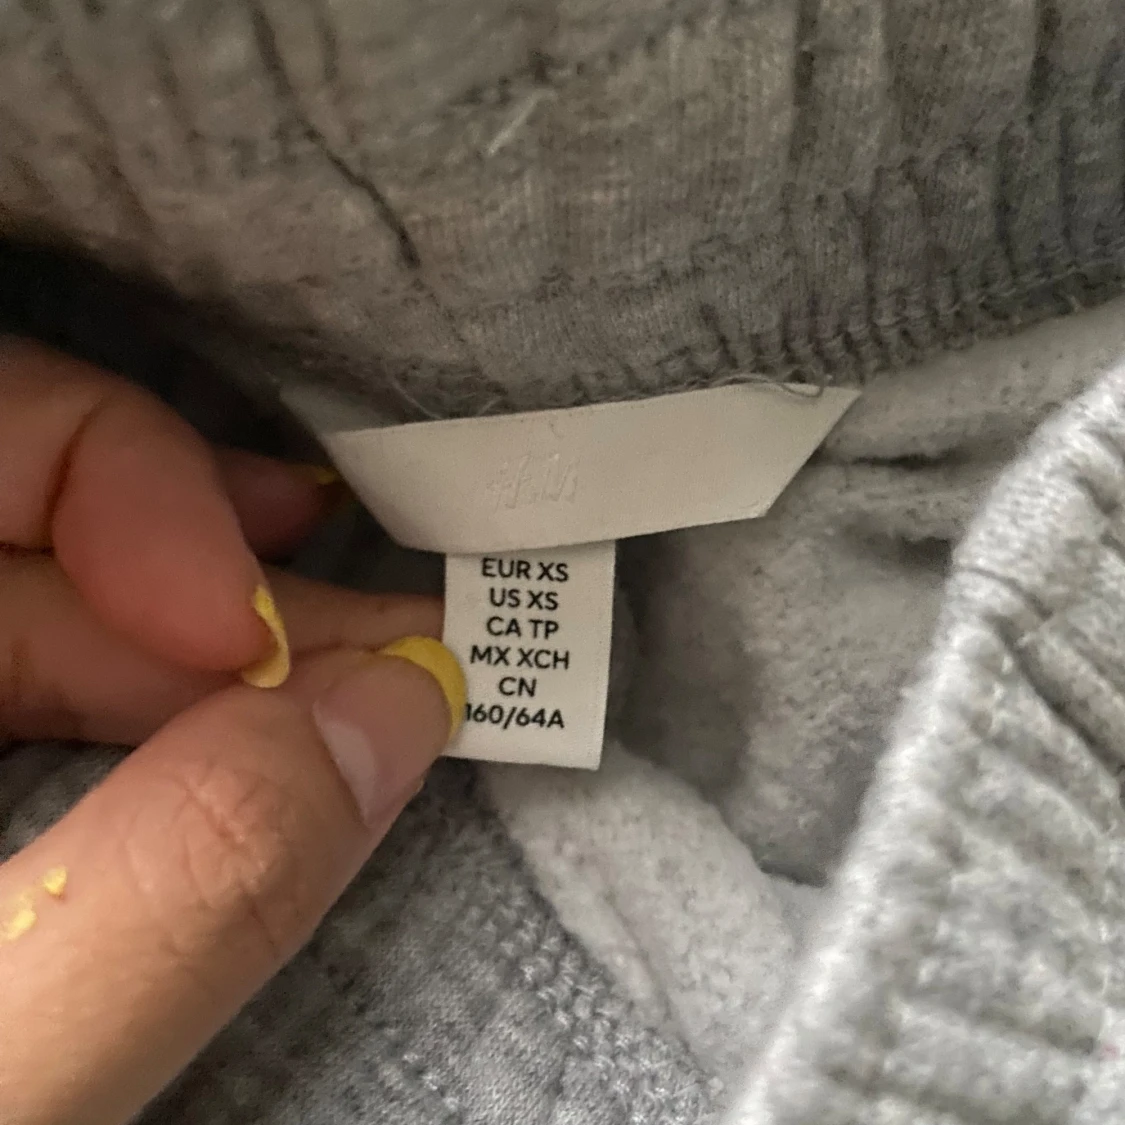 H&M
EUR XS
US XS
CA TP
MX XCH
CN
160/64A